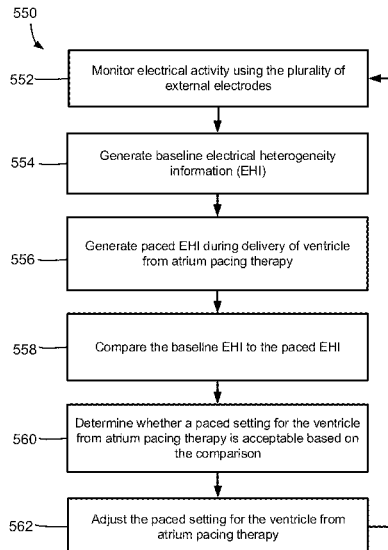 550
552
Monitor electrical activity using the plurality of
external electrodes
554
Generate baseline electrical heterogeneity
information (EHI)
556
Generate paced EHI during delivery of ventricle
from atrium pacing therapy
558
Compare the baseline EHI to the paced EHI
560
Determine whether a paced setting for the ventricle
from atrium pacing therapy is acceptable based on
the comparison
562
Adjust the paced setting for the ventricle from
atrium pacing therapy